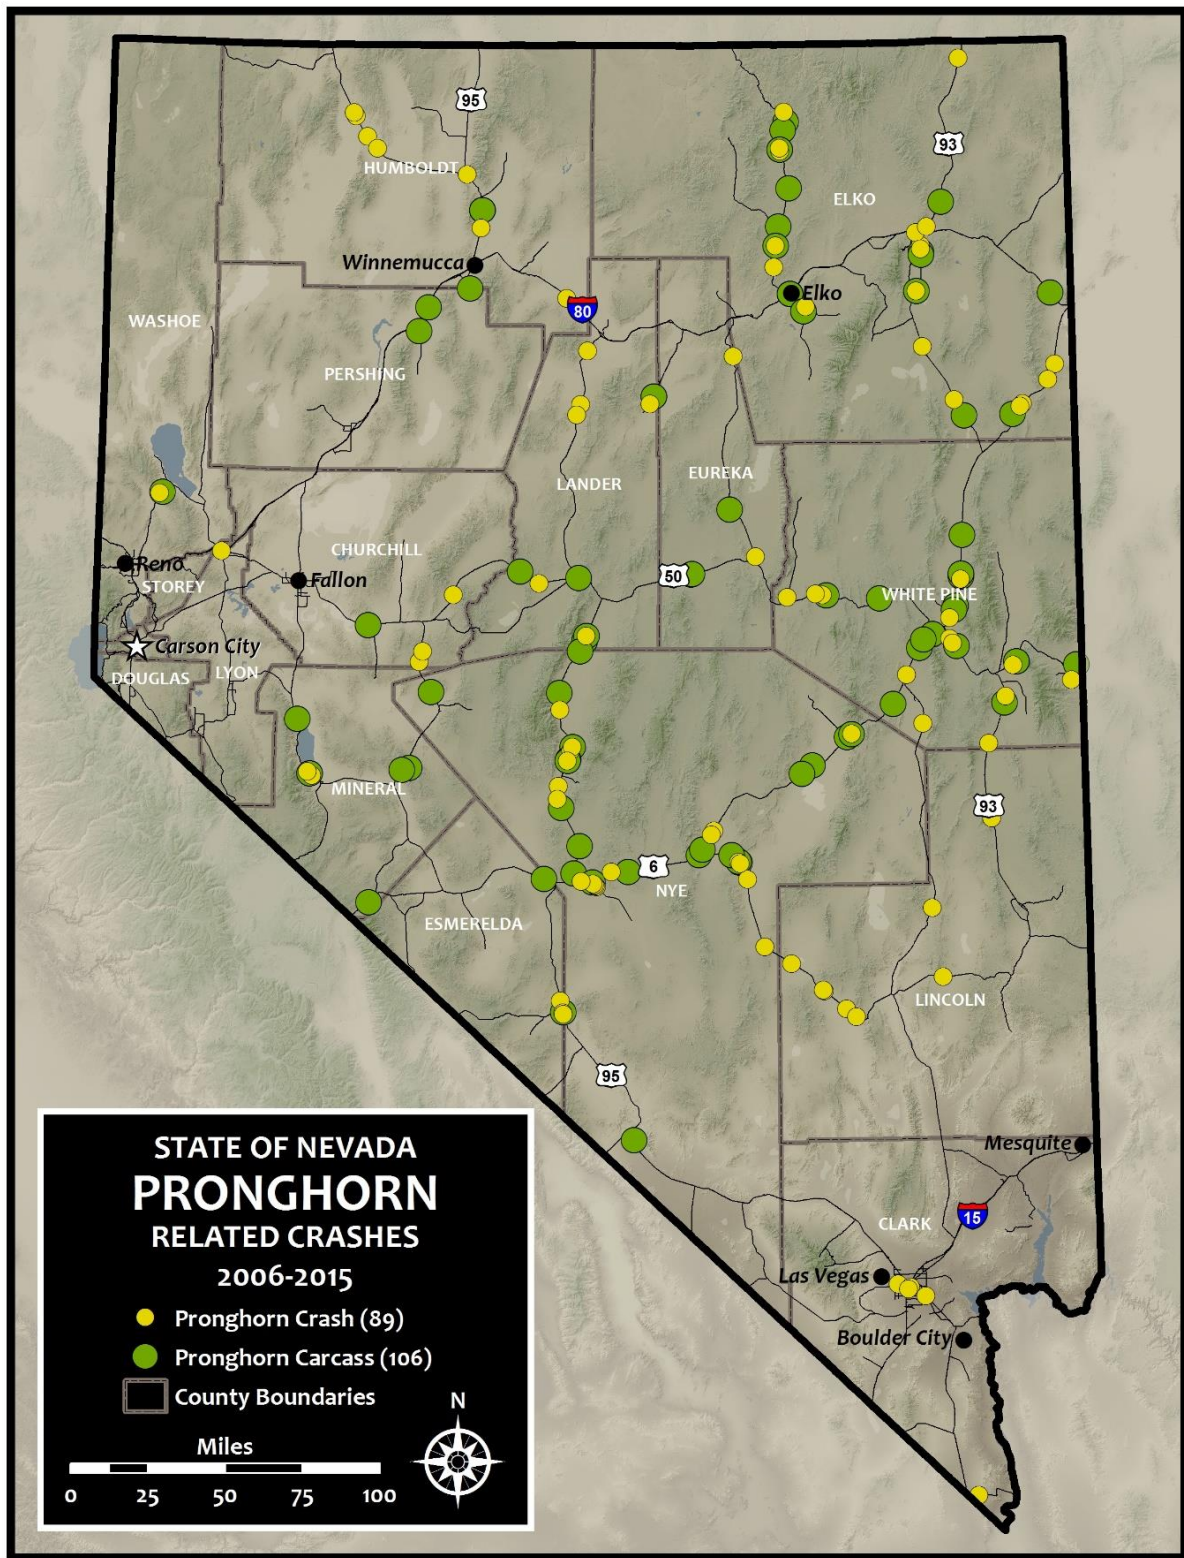 95
93
HUMBOLDT
ELKO
Winnemucca
Elko
80
WASHOE
PERSHING
EUREKA
LANDER
CHURCHILL
Reno
STOREY
Fallon
50
WHITE PINE
Carson City
DOUGLAS
LYON
MINERAL
93
6
NYE
ESMERELDA
LINCOLN
95
Mesquite
CLARK
15
Las Vegas
Boulder City
STATE OF NEVADA
PRONGHORN
RELATED CRASHES
2006-2015
Pronghorn Crash (89)
Pronghorn Carcass (106)
County Boundaries
N
Miles
0 25 50 75 100